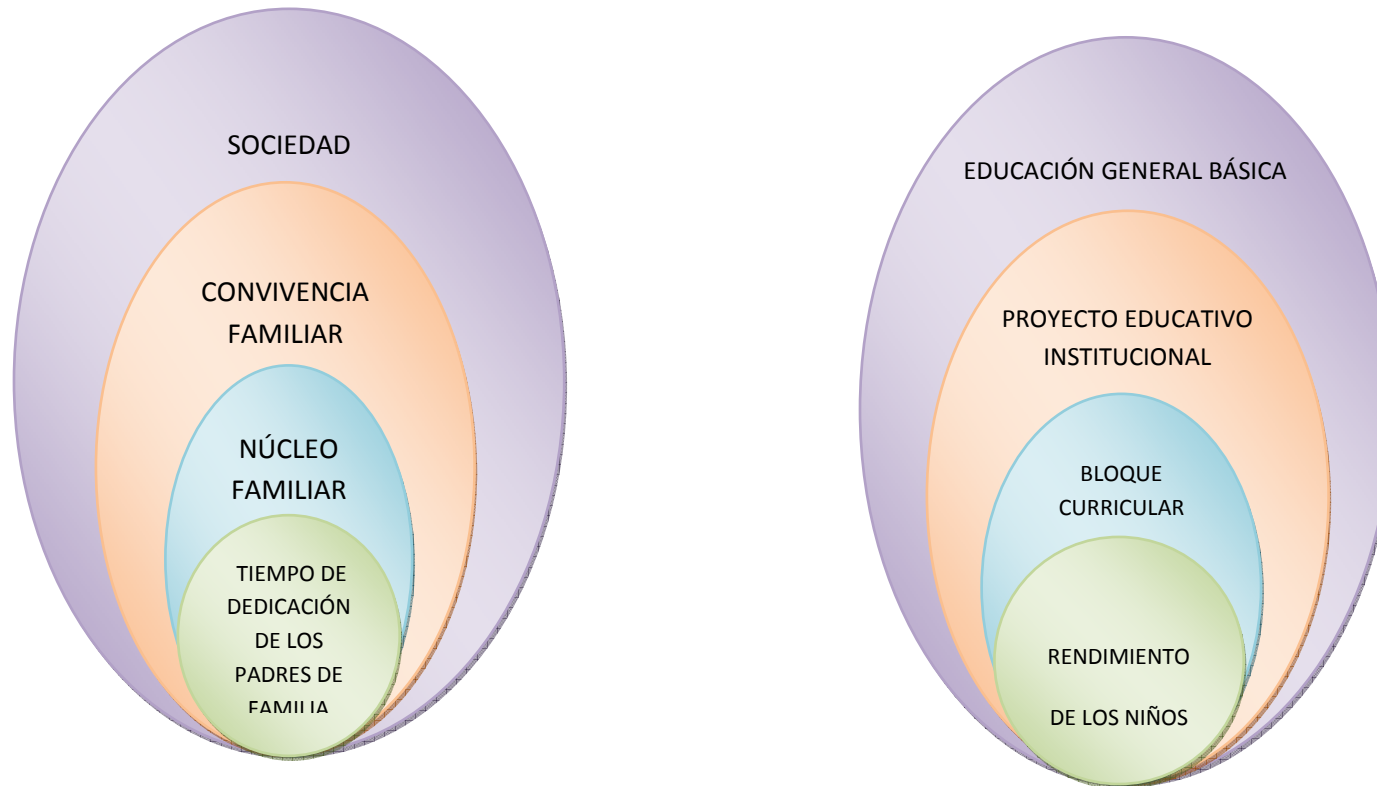 SOCIEDAD
CONVIVENCIA
FAMILIAR
NÚCLEO
FAMILIAR
TIEMPO DE
DEDICACIÓN
DE LOS
PADRES DE
FAMILIA
EDUCACIÓN GENERAL BÁSICA
PROYECTO EDUCATIVO
INSTITUCIONAL
BLOQUE
CURRICULAR
RENDIMIENTO
DE LOS NIÑOS